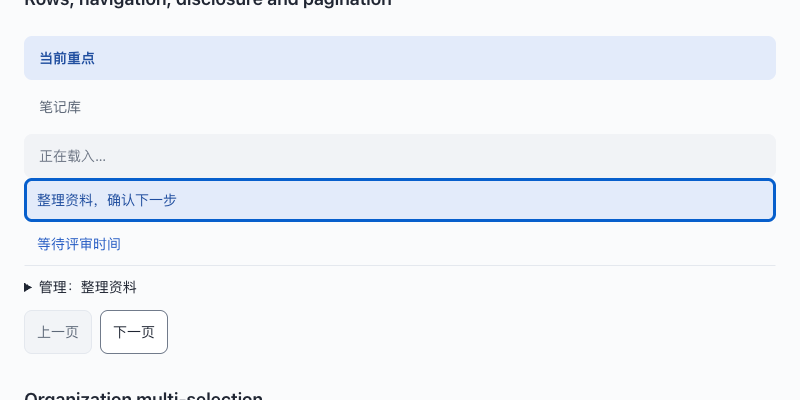 Rows, navigation, disclosure and pagination
当前重点
笔记库
正在载入...
整理资料，确认下一步
等待评审时间
管理：整理资料
上一页 下一页
Organization multi-selection